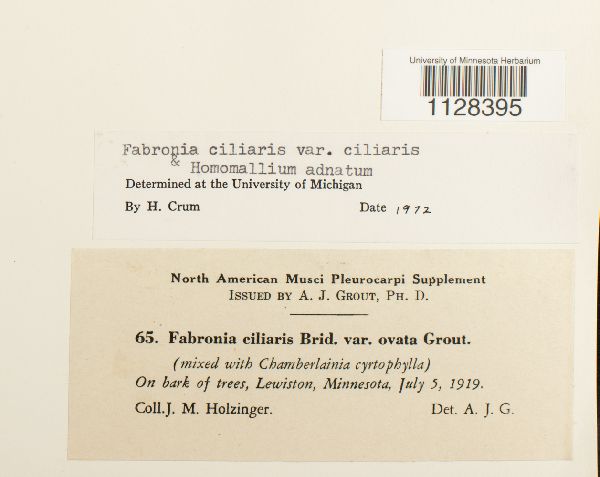 University of Minnesota Herbarium
1128395
Fabronia ciliaris var. ciliaris
& Homomallium adnatum
Determined at the University of Michigan
By H. Crum Date 1972
North American Musci Pleurocarpi Supplement
Issued by A. J. Grout, Ph. D.
65. Fabronia ciliaris Brid. var. ovata Grout.
(mixed with Chamberlainia cyrtophylla)
On bark of trees, Lewiston, Minnesota, July 5, 1919.
Coll.J. M. Holzinger. Det. A. J. G.